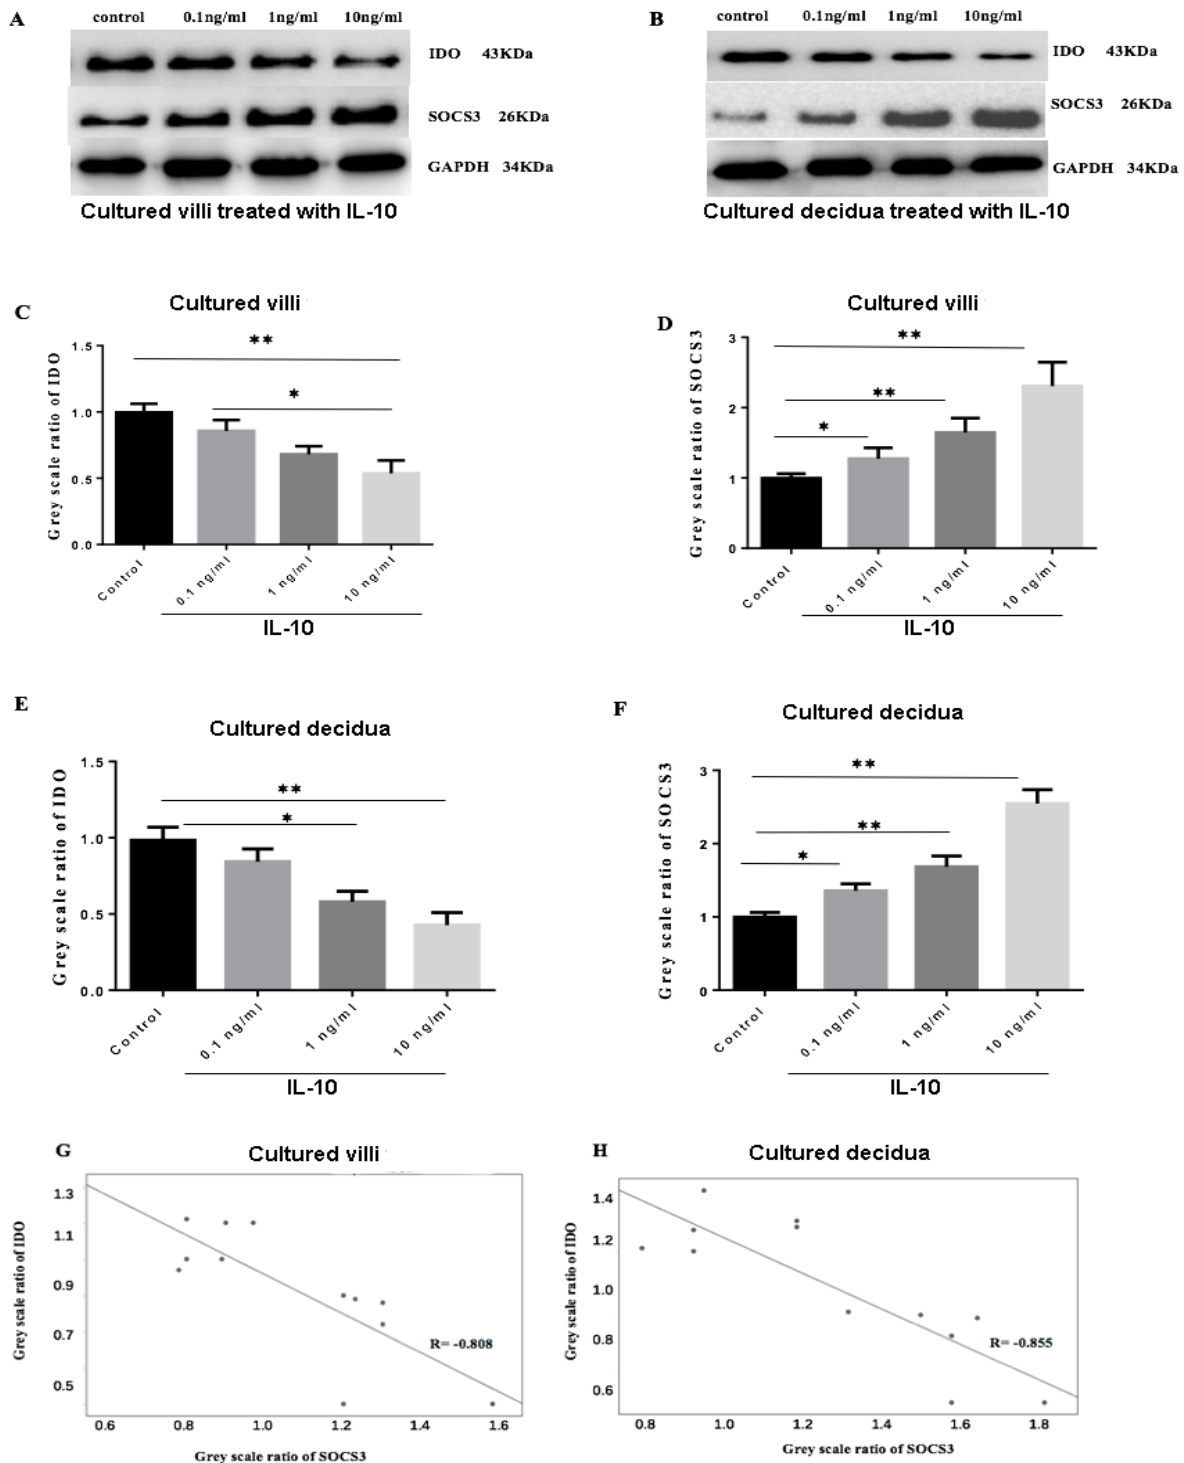 A
control 0.1ng/ml 1ng/ml 10ng/ml
IDO 43KDa
SOCS3 26KDa
GAPDH 34KDa
Cultured villi treated with IL-10
B
control 0.1ng/ml 1ng/ml 10ng/ml
IDO 43KDa
SOCS3 26KDa
GAPDH 34KDa
Cultured decidua treated with IL-10
C
Cultured villi
Grey scale ratio of IDO
1.5
1.0
0.5
0.0
**
*
Control
0.1 ng/ml
1 ng/ml
10 ng/ml
IL-10
D
Cultured villi
Grey scale ratio of SOCS3
3
2
1
0
**
**
*
Control
0.1 ng/ml
1 ng/ml
10 ng/ml
IL-10
E
Cultured decidua
Grey scale ratio of IDO
1.5
1.0
0.5
0.0
**
*
Control
0.1 ng/ml
1 ng/ml
10 ng/ml
IL-10
F
Cultured decidua
Grey scale ratio of SOCS3
3
2
1
0
**
**
*
Control
0.1 ng/ml
1 ng/ml
10 ng/ml
IL-10
G
Cultured villi
Grey scale ratio of IDO
1.3
1.1
0.9
0.7
0.5
R= -0.808
0.6 0.8 1.0 1.2 1.4 1.6
Grey scale ratio of SOCS3
H
Cultured decidua
Grey scale ratio of IDO
1.4
1.2
1.0
0.8
0.6
R= -0.855
0.8 1.0 1.2 1.4 1.6 1.8
Grey scale ratio of SOCS3